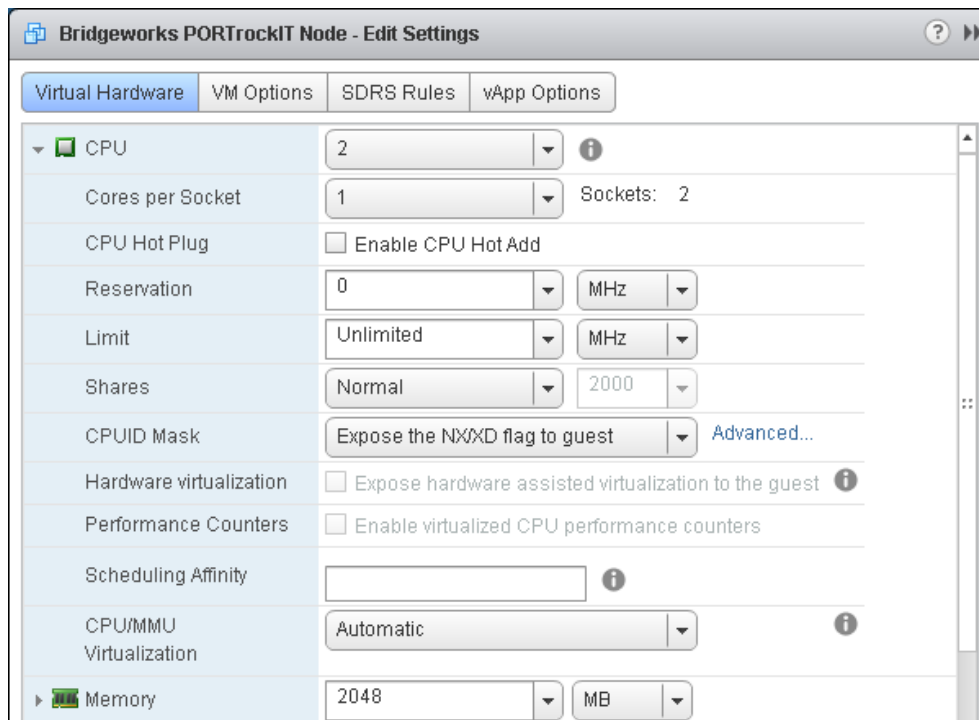 Bridgeworks PORTrockIT Node - Edit Settings ?
Virtual Hardware VM Options SDRS Rules vApp Options
CPU 2
Cores per Socket 1 Sockets: 2
CPU Hot Plug Enable CPU Hot Add
Reservation 0 MHz
Limit Unlimited MHz
Shares Normal 2000
CPUID Mask Expose the NX/XD flag to guest Advanced...
Hardware virtualization Expose hardware assisted virtualization to the guest
Performance Counters Enable virtualized CPU performance counters
Scheduling Affinity
CPU/MMU Automatic
Virtualization
Memory 2048 MB